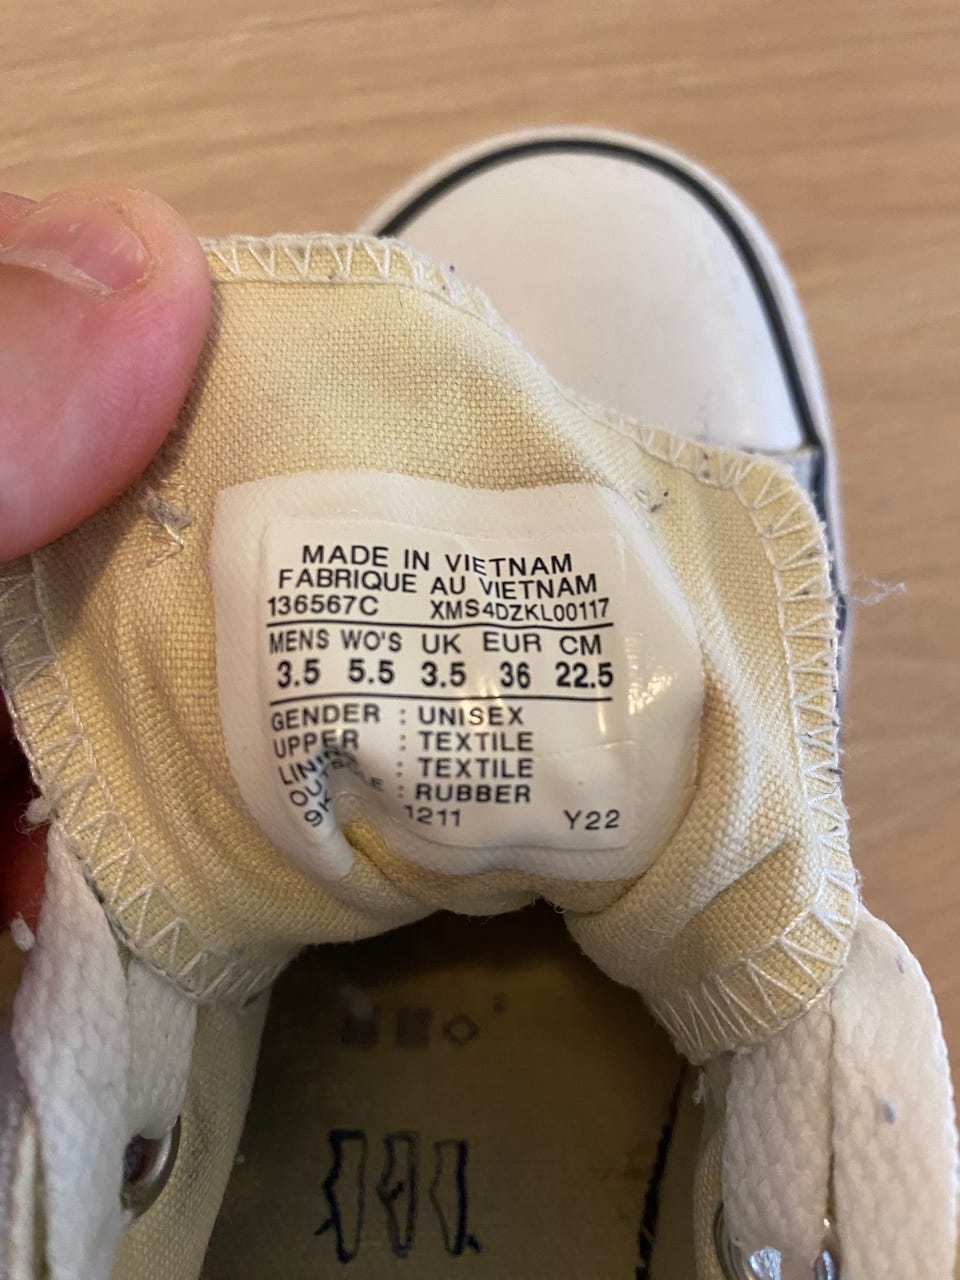 MADE IN VIETNAM
FABRIQUE AU VIETNAM
136567C XMS4DZKL00117
MENS WO'S UK EUR CM
3.5 5.5 3.5 36 22.5
GENDER : UNISEX
UPPER : TEXTILE
: TEXTILE
: RUBBER
1211 Y22